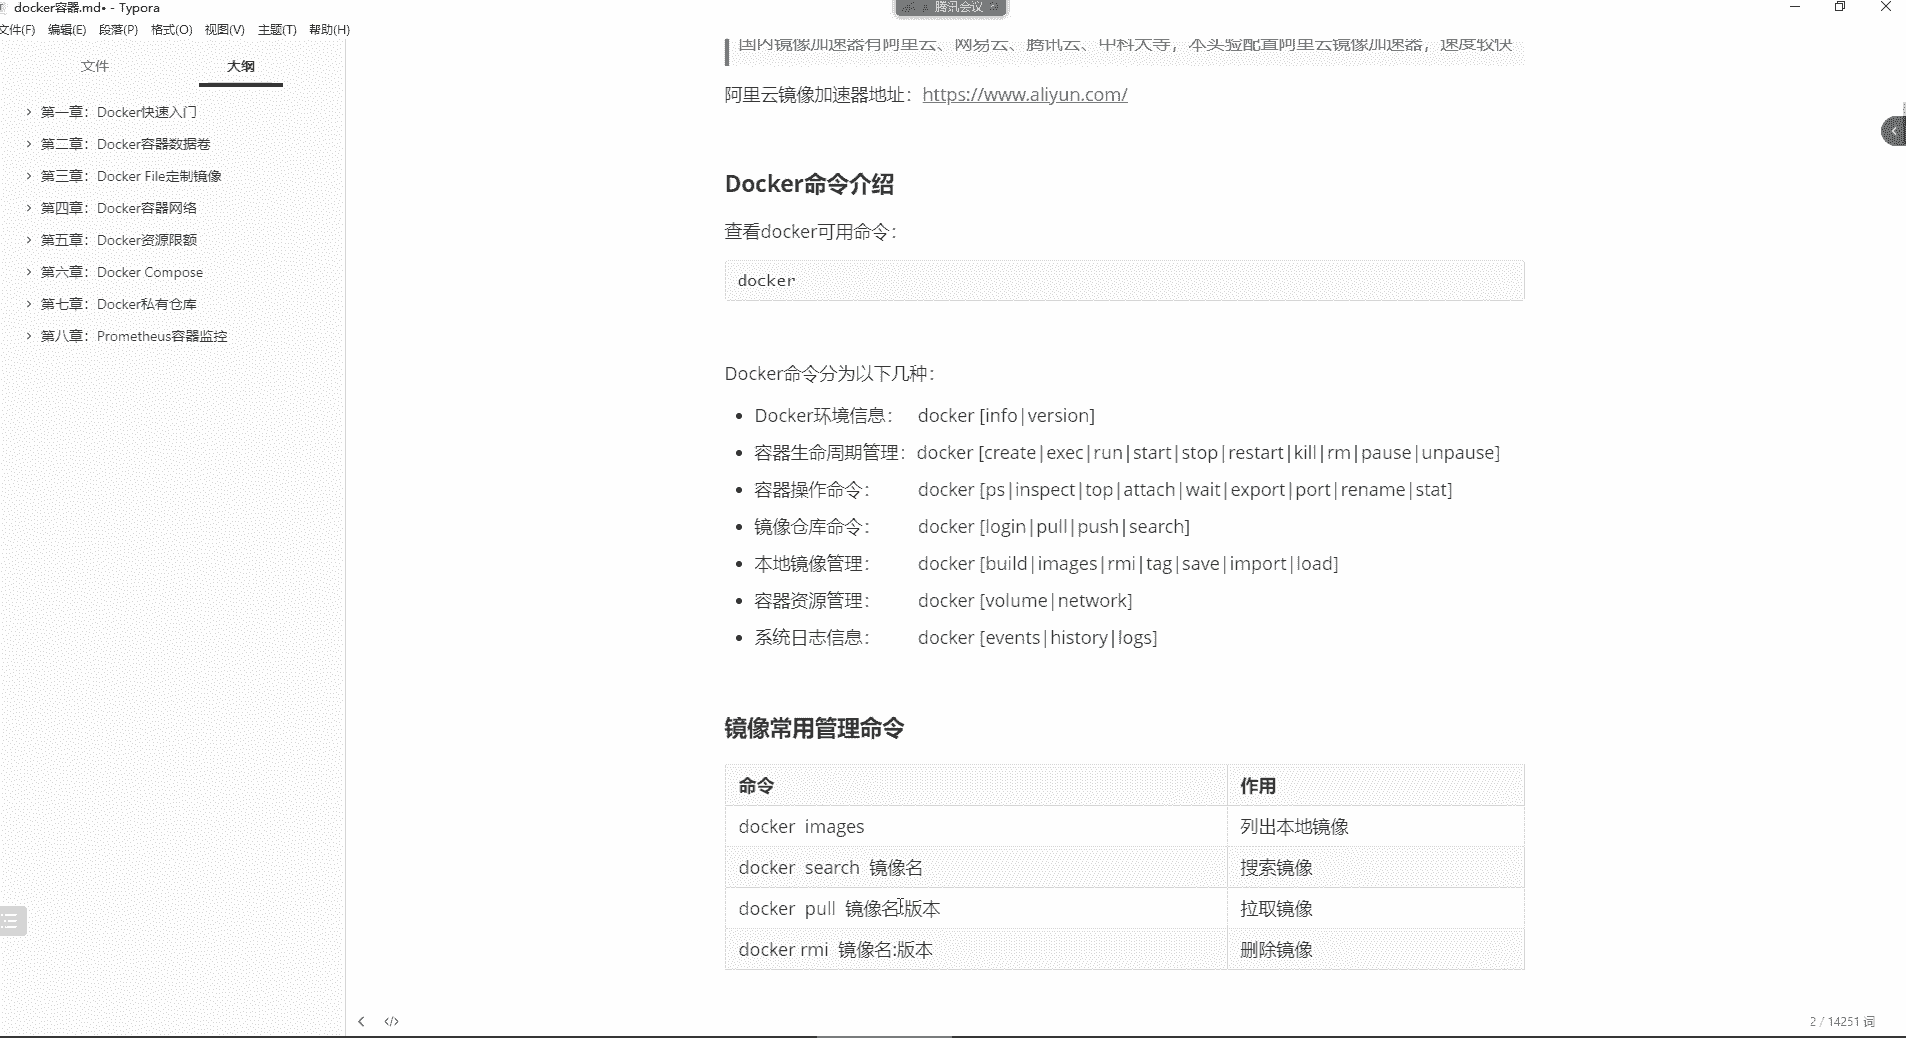 docker容器.md• - Typora
腾讯会议
文件(F) 编辑(E) 段落(P) 格式(O) 视图(V) 主题(T) 帮助(H)
文件 大纲
第一章：Docker快速入门
第二章：Docker容器数据卷
第三章：Docker File定制镜像
第四章：Docker容器网络
第五章：Docker资源限额
第六章：Docker Compose
第七章：Docker私有仓库
第八章：Prometheus容器监控
国内镜像加速器有阿里云、网易云、腾讯云、中科大等，本实验配置阿里云镜像加速器，速度较快
阿里云镜像加速器地址：https://www.aliyun.com/
Docker命令介绍
查看docker可用命令：
docker
Docker命令分为以下几种：
Docker环境信息： docker [info|version]
容器生命周期管理：docker [create|exec|run|start|stop|restart|kill|rm|pause|unpause]
容器操作命令： docker [ps|inspect|top|attach|wait|export|port|rename|stat]
镜像仓库命令： docker [login|pull|push|search]
本地镜像管理： docker [build|images|rmi|tag|save|import|load]
容器资源管理： docker [volume|network]
系统日志信息： docker [events|history|logs]
镜像常用管理命令
命令 作用
docker images 列出本地镜像
docker search 镜像名 搜索镜像
docker pull 镜像名:版本 拉取镜像
docker rmi 镜像名:版本 删除镜像
2 / 14251 词